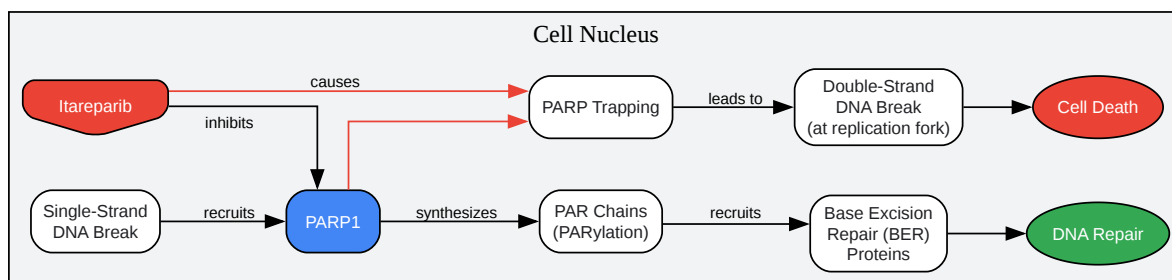 Cell Nucleus
Itareparib
causes
inhibits
PARP Trapping
leads to
Double-Strand
DNA Break
(at replication fork)
Cell Death
Single-Strand
DNA Break
recruits
PARP1
synthesizes
PAR Chains
(PARylation)
recruits
Base Excision
Repair (BER)
Proteins
DNA Repair